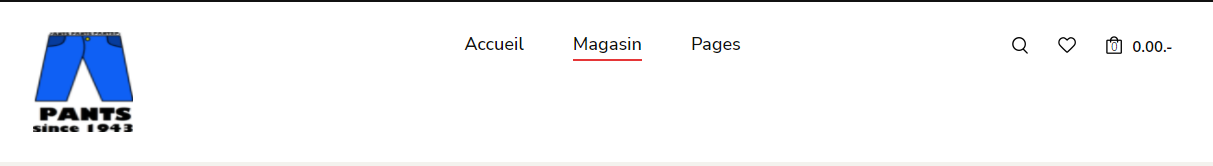 Accueil
Magasin
Pages
0
0.00.-
PANTS
since 1943